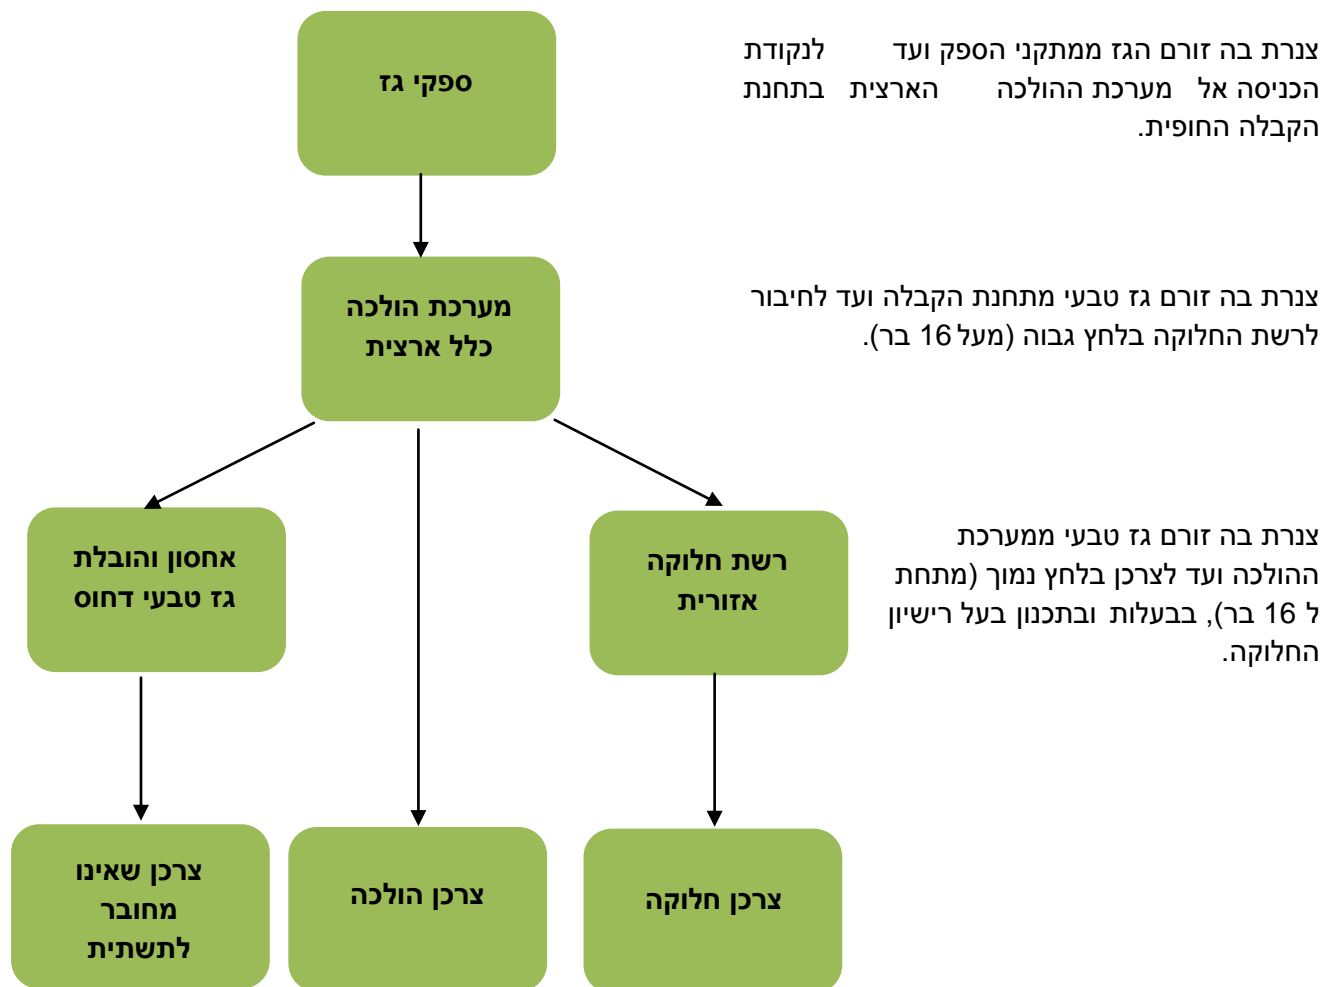 ספקי גז
צנרת בה זורם הגז ממתקני הספק ועד לנקודת
הכניסה אל מערכת ההולכה הארצית בתחנת
הקבלה החופית.
מערכת הולכה
כלל ארצית
צנרת בה זורם גז טבעי מתחנת הקבלה ועד לחיבור
לרשת החלוקה בלחץ גבוה (מעל 16 בר).
צנרת בה זורם גז טבעי ממערכת
ההולכה ועד לצרכן בלחץ נמוך (מתחת
ל 16 בר), בבעלות ובתכנון בעל רישיון
החלוקה.
רשת חלוקה
אזורית
אחסון והובלת
גז טבעי דחוס
צרכן חלוקה
צרכן הולכה
צרכן שאינו
מחובר
לתשתית